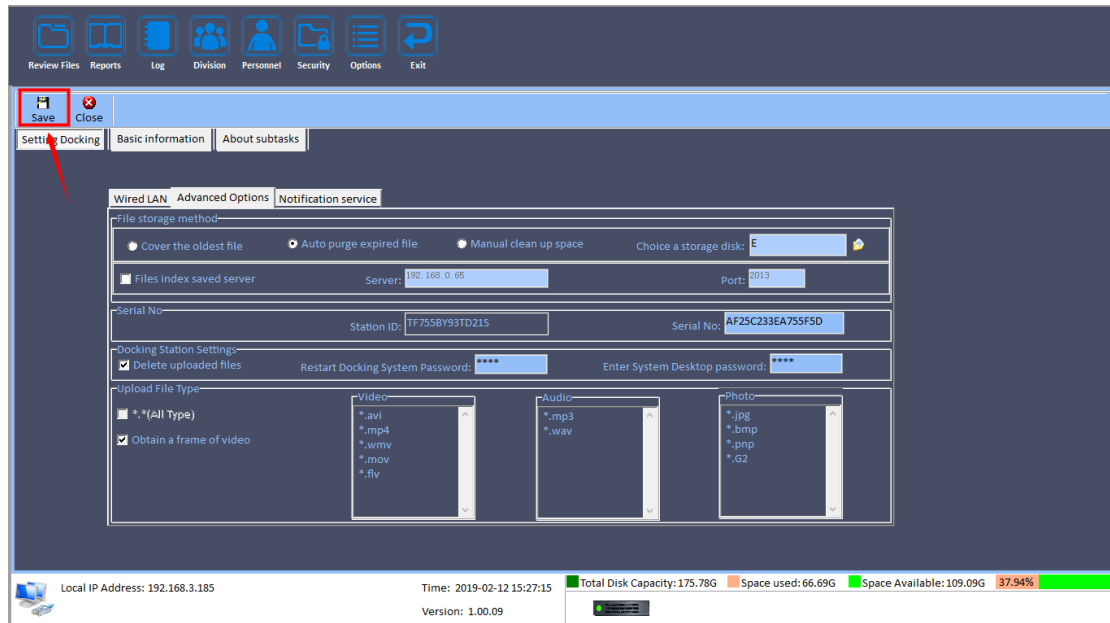 Review Files Reports Log Division Personnel Security Options Exit
Save Close
Setting Docking Basic information About subtasks
Wired LAN Advanced Options Notification service
File storage method
Cover the oldest file Auto purge expired file Manual clean up space Choice a storage disk: E
Files index saved server Server: 192.168.0.65 Port: 2013
Serial No
Station ID: TF755BY93TD21S Serial No: AF25C233EA755F5D
Docking Station Settings
Delete uploaded files Restart Docking System Password: **** Enter System Desktop password: ****
Upload File Type
*.*(All Type)
Obtain a frame of video
Video
*.avi
*.mp4
*.wmv
*.mov
*.flv
Audio
*.mp3
*.wav
Photo
*.jpg
*.bmp
*.pnp
*.G2
Local IP Address: 192.168.3.185 Time: 2019-02-12 15:27:15
Version: 1.00.09
Total Disk Capacity:175.78G Space used:66.69G Space Available:109.09G 37.94%